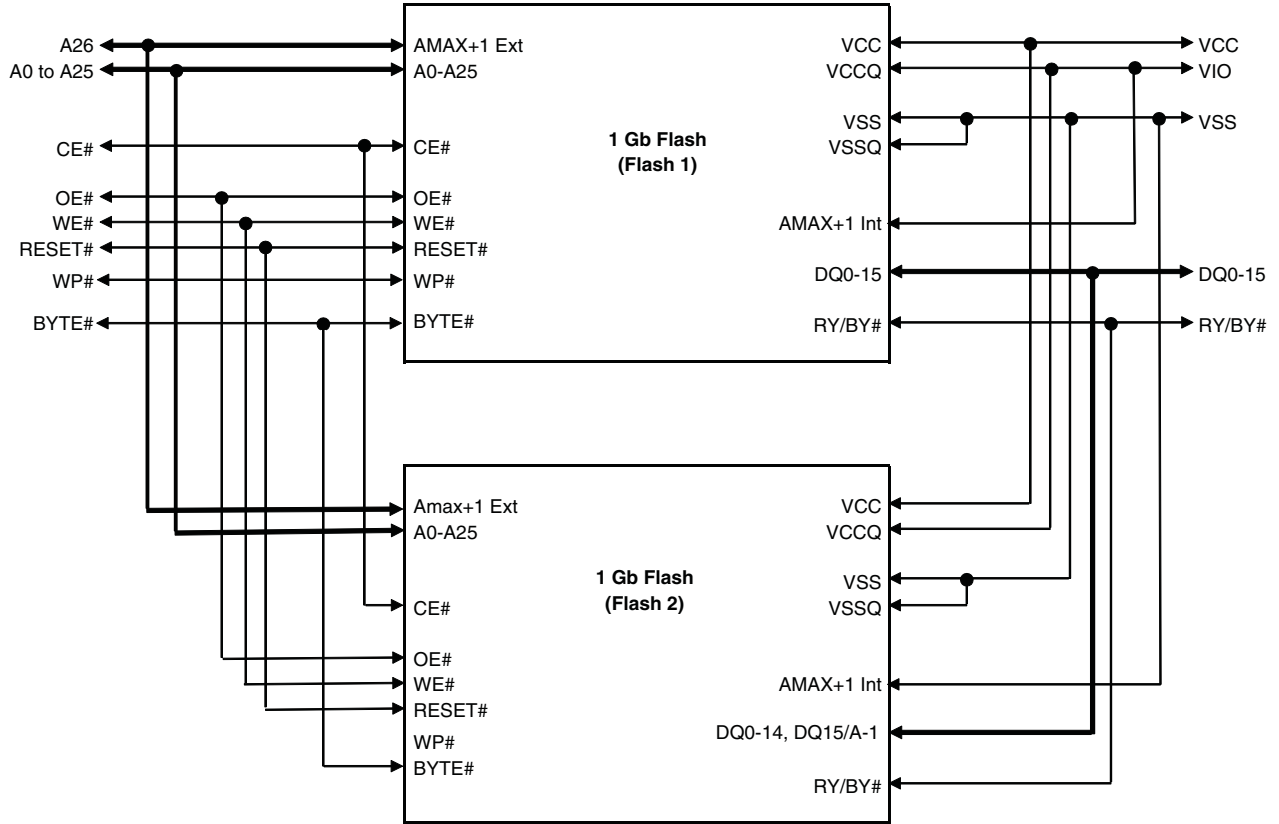 A26
A0 to A25
CE#
OE#
WE#
RESET#
WP#
BYTE#
AMAX+1 Ext
A0-A25
CE#
OE#
WE#
RESET#
WP#
BYTE#
1 Gb Flash
(Flash 1)
VCC
VCCQ
VSS
VSSQ
AMAX+1 Int
DQ0-15
RY/BY#
VCC
VIO
VSS
DQ0-15
RY/BY#
Amax+1 Ext
A0-A25
CE#
OE#
WE#
RESET#
WP#
BYTE#
1 Gb Flash
(Flash 2)
VCC
VCCQ
VSS
VSSQ
AMAX+1 Int
DQ0-14, DQ15/A-1
RY/BY#